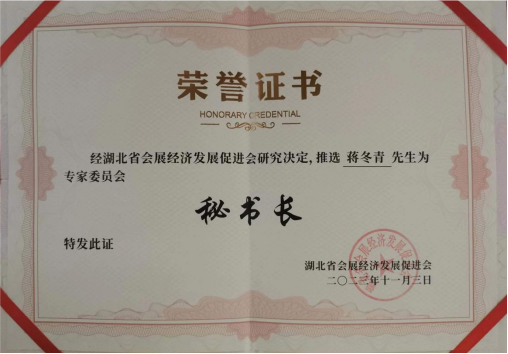 荣誉证书
HONORARY CREDENTIAL
经湖北省会展经济发展促进会研究决定,推选 蒋冬青 先生为
专家委员会
秘书长
特发此证
湖北省会展经济发展促进会
二〇二三年十一月三日